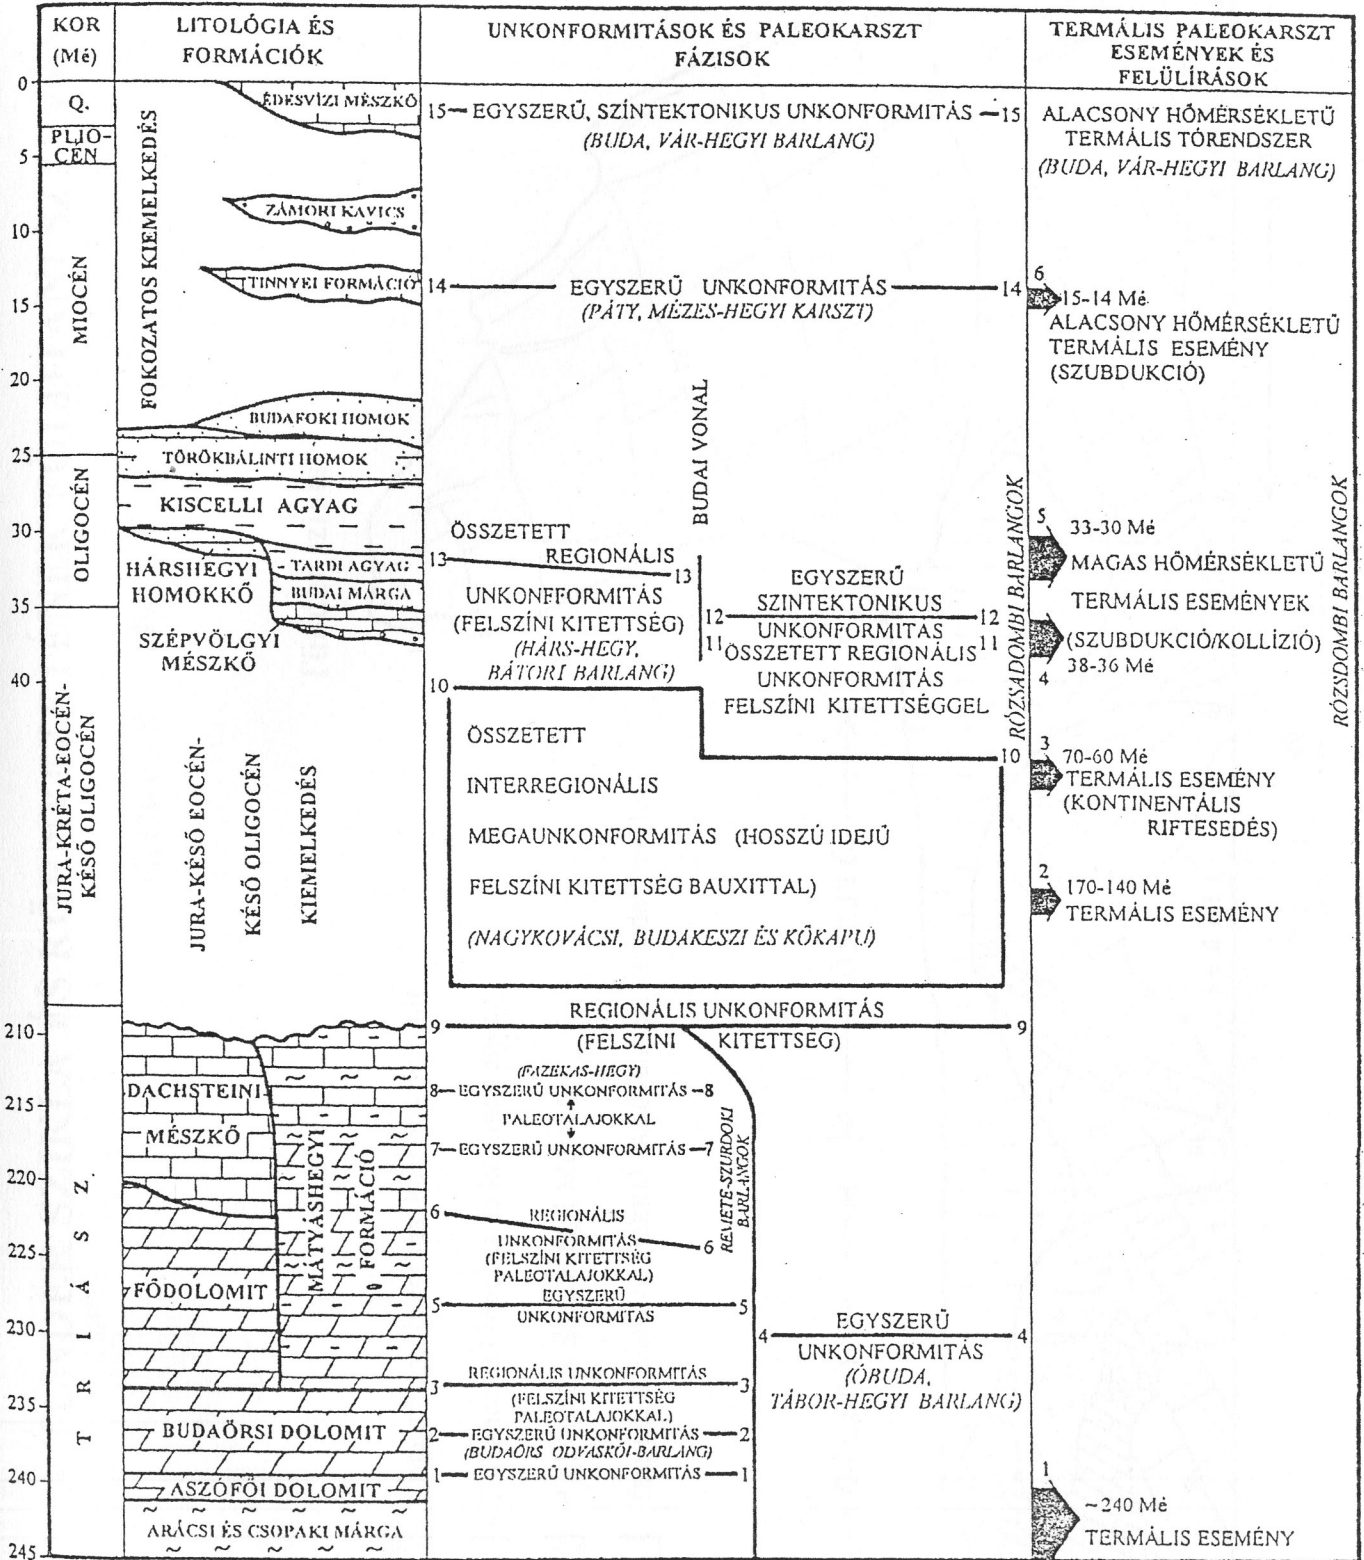 KOR
(Mé)
LITOLÓGIA ÉS
FORMÁCIÓK
UNKONFORMITÁSOK ÉS PALEOKARSZT
FÁZISOK
TERMÁLIS PALEOKARSZT
ESEMÉNYEK ÉS
FELÜLÍRÁSOK
0
5
10
15
20
25
30
35
40
210
215
220
225
230
235
240
245
Q.
PLIO-
CÉN
MIOCÉN
OLIGOCÉN
JURA-KRÉTA-EOCÉN-
KÉSŐ OLIGOCÉN
TRIÁSZ
FOKOZATOS KIEMELKEDÉS
ÉDESVÍZI MÉSZKŐ
ZÁMORI KAVICS
TINNYEI FORMÁCIÓ
BUDAFOKI HOMOK
TÖRÖKBÁLINTI HOMOK
KISCELLI AGYAG
HÁRSHEGYI
HOMOKKŐ
TARDI AGYAG
BUDAI MÁRGA
SZÉPVÖLGYI
MÉSZKŐ
JURA-KÉSŐ EOCÉN-
KÉSŐ OLIGOCÉN
KIEMELKEDÉS
DACHSTEINI
MÉSZKŐ
MÁTYÁSHEGYI
FORMÁCIÓ
FŐDOLOMIT
BUDAÖRSI DOLOMIT
ASZÓFŐI DOLOMIT
ARÁCSI ÉS CSOPAKI MÁRGA
15 EGYSZERŰ, SZÍNTEKTONIKUS UNKONFORMITÁS 15
(BUDA, VÁR-HEGYI BARLANG)
14 EGYSZERŰ UNKONFORMITÁS 14
(PÁTY, MÉZES-HEGYI KARSZT)
BUDAI VONAL
ÖSSZETETT
13 REGIONÁLIS 13
UNKONFFORMITÁS
(FELSZÍNI KITETTSÉG)
(HÁRS-HEGY,
BÁTORI BARLANG)
EGYSZERŰ
SZINTEKTONIKUS
12 12
UNKONFORMITÁS
11 ÖSSZETETT REGIONÁLIS 11
UNKONFORMITÁS
FELSZÍNI KITETTSÉGGEL
RÓZSADOMBI BARLANGOK
10 10
ÖSSZETETT
INTERREGIONÁLIS
MEGAUNKONFORMITÁS (HOSSZÚ IDEJŰ
FELSZÍNI KITETTSÉG BAUXITTAL)
(NAGYKOVÁCSI, BUDAKESZI ÉS KŐKAPU)
REGIONÁLIS UNKONFORMITÁS
9 9
(FELSZÍNI KITETTSÉG)
(FAZEKAS-HEGY)
8 EGYSZERŰ UNKONFORMITÁS 8
PALEOTALAJOKKAL
7 EGYSZERŰ UNKONFORMITÁS 7
6 REGIONÁLIS
UNKONFORMITÁS 6
(FELSZÍNI KITETTSÉG
PALEOTALAJOKKAL)
EGYSZERŰ
5 5
UNKONFORMITÁS
REMETE-SZURDOKI
BARLANGOK
EGYSZERŰ
4 4
UNKONFORMITÁS
(ÓBUDA,
TÁBOR-HEGYI BARLANG)
REGIONÁLIS UNKONFORMITÁS
3 3
(FELSZÍNI KITETTSÉG
PALEOTALAJOKKAL)
2 EGYSZERŰ UNKONFORMITÁS 2
(BUDAÖRS ODVASKŐI-BARLANG)
1 EGYSZERŰ UNKONFORMITÁS 1
ALACSONY HŐMÉRSÉKLETŰ
TERMÁLIS TÓRENDSZER
(BUDA, VÁR-HEGYI BARLANG)
6
15-14 Mé
ALACSONY HŐMÉRSÉKLETŰ
TERMÁLIS ESEMÉNY
(SZUBDUKCIÓ)
5
33-30 Mé
MAGAS HŐMÉRSÉKLETŰ
TERMÁLIS ESEMÉNYEK
(SZUBDUKCIÓ/KOLLÍZIÓ)
38-36 Mé
4
RÓZSDOMBI BARLANGOK
3
70-60 Mé
TERMÁLIS ESEMÉNY
(KONTINENTÁLIS
RIFTESEDÉS)
2
170-140 Mé
TERMÁLIS ESEMÉNY
1
~240 Mé
TERMÁLIS ESEMÉNY